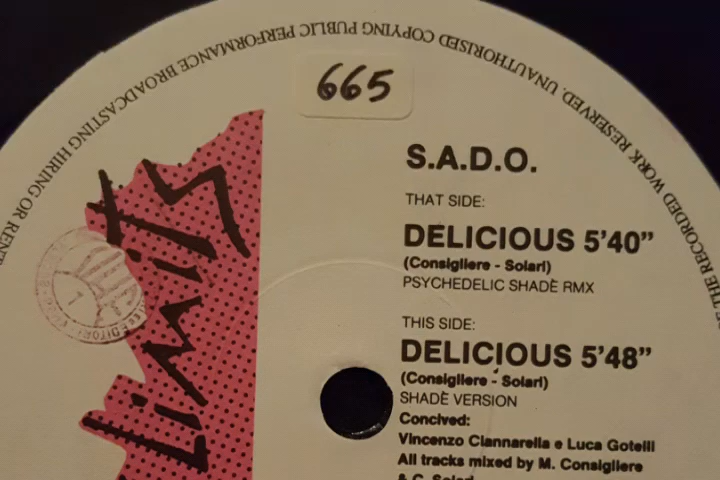 OF THE RECORDED WORK RESERVED. UNAUTHORISED COPYING PUBLIC PERFORMANCE BROADCASTING HIRING OR
665
LiMiTS
S.A.D.O.
THAT SIDE:
DELICIOUS 5'40”
(Consigliere - Solari)
PSYCHEDELIC SHADÈ RMX
THIS SIDE:
DELICIOUS 5'48”
(Consigliere - Solari)
SHADÈ VERSION
Concived:
Vincenzo Ciannarella e Luca Gotelli
All tracks mixed by M. Consigliere
& C. Solari